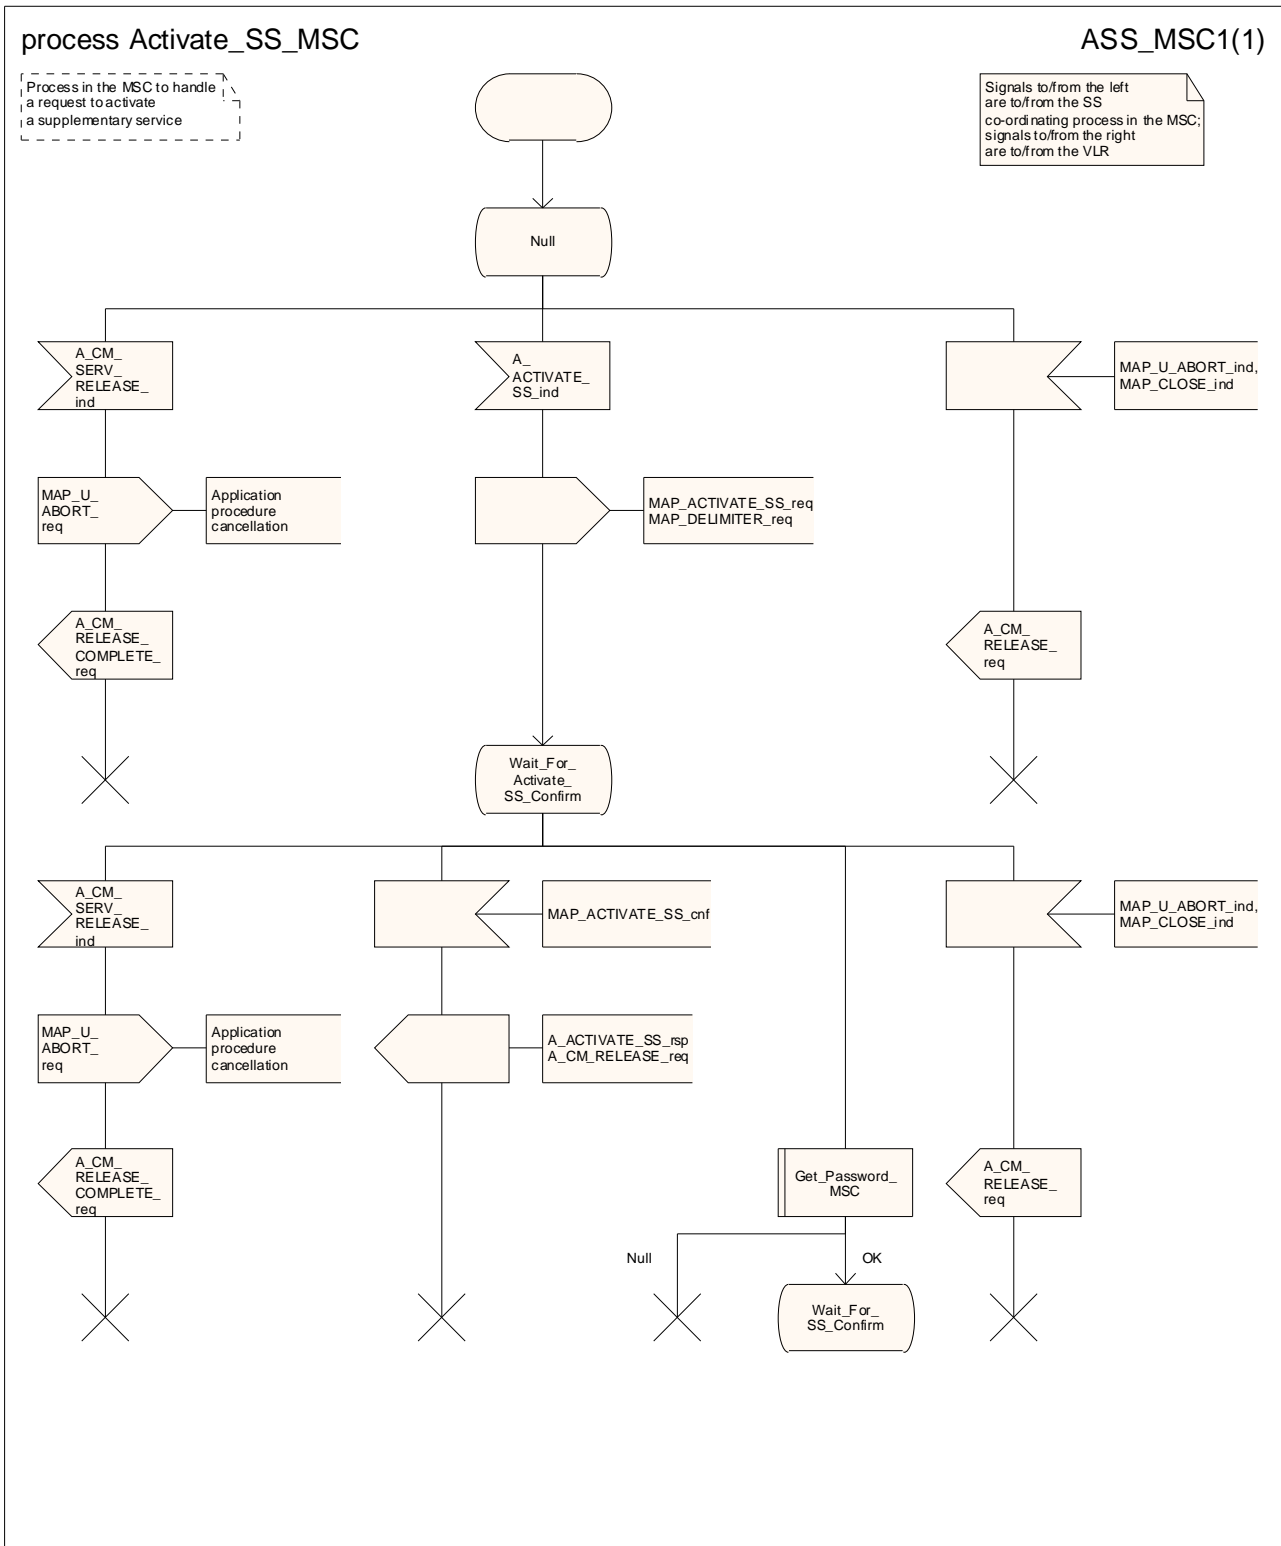 process Activate_SS_MSC
ASS_MSC1(1)
Process in the MSC to handle
a request to activate
a supplementary service
Signals to/from the left
are to/from the SS
co-ordinating process in the MSC;
signals to/from the right
are to/from the VLR
Null
A_CM_
SERV_
RELEASE_
ind
A_
ACTIVATE_
SS_ind
MAP_U_ABORT_ind,
MAP_CLOSE_ind
MAP_U_
ABORT_
req
Application
procedure
cancellation
MAP_ACTIVATE_SS_req
MAP_DELIMITER_req
A_CM_
RELEASE_
COMPLETE_
req
A_CM_
RELEASE_
req
Wait_For_
Activate_
SS_Confirm
A_CM_
SERV_
RELEASE_
ind
MAP_ACTIVATE_SS_cnf
MAP_U_ABORT_ind,
MAP_CLOSE_ind
MAP_U_
ABORT_
req
Application
procedure
cancellation
A_ACTIVATE_SS_rsp
A_CM_RELEASE_req
A_CM_
RELEASE_
COMPLETE_
req
Get_Password_
MSC
A_CM_
RELEASE_
req
Null
OK
Wait_For_
SS_Confirm